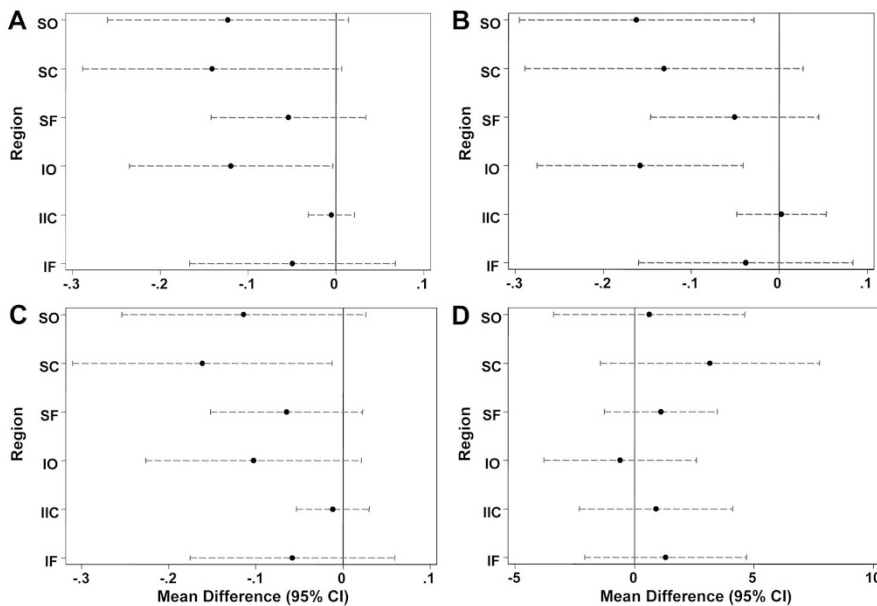 A
SO
SC
SF
IO
IIC
IF
Region
-.3 -.2 -.1 0 .1
B
SO
SC
SF
IO
IIC
IF
Region
-.3 -.2 -.1 0 .1
C
SO
SC
SF
IO
IIC
IF
Region
-.3 -.2 -.1 0 .1
Mean Difference (95% CI)
D
SO
SC
SF
IO
IIC
IF
Region
-5 0 5 10
Mean Difference (95% CI)